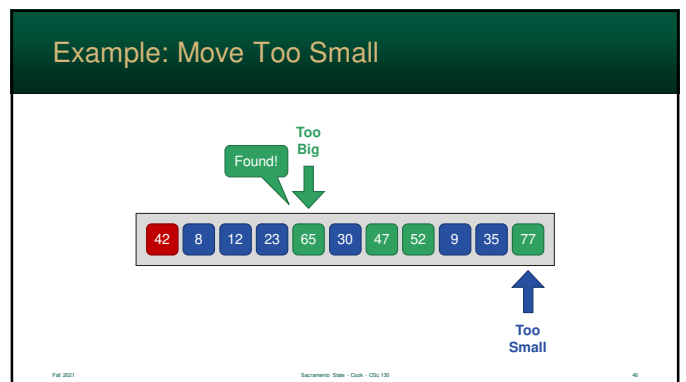 Example: Move Too Small
Too
Big
Found!
42 8 12 23 65 30 47 52 9 35 77
Too
Small
Fall 2021 Sacramento State - Cook - CSc 130 46